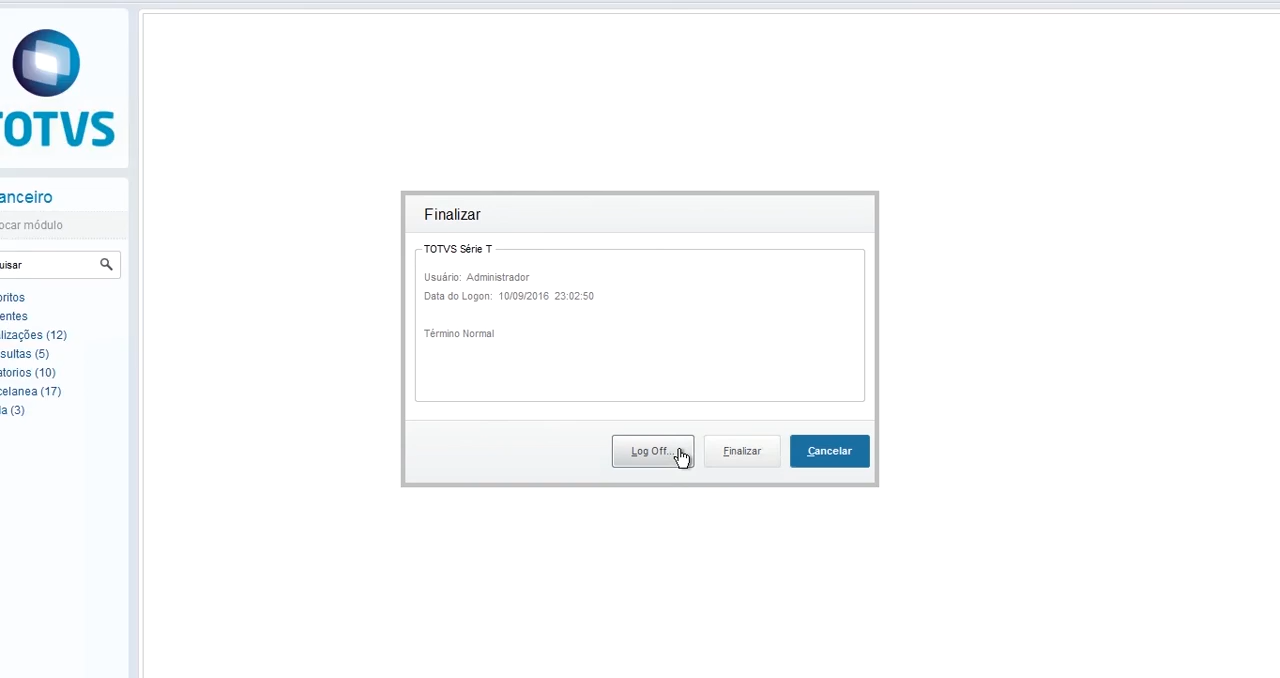 TOTVS
anceiro
ocar módulo
uisar
oritos
entes
lizações (12)
sultas (5)
atorios (10)
celanea (17)
da (3)
Finalizar
TOTVS Série T
Usuário: Administrador
Data do Logon: 10/09/2016 23:02:50
Término Normal
Log Off...
Finalizar
Cancelar